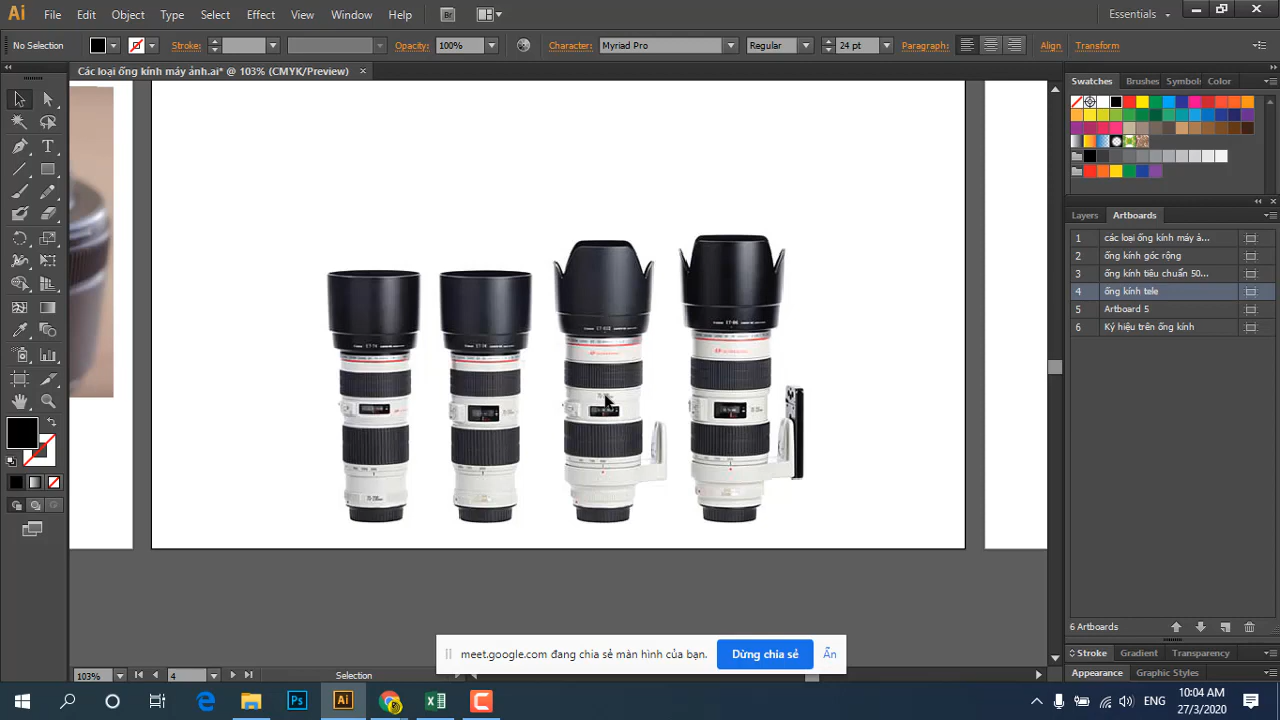 Ai File Edit Object Type Select Effect View Window Help Br Essentials
No Selection Stroke: Opacity: 100% Character: Myriad Pro Regular 24 pt Paragraph: Align Transform
Các loại ống kính máy ảnh.ai* @ 103% (CMYK/Preview)
Swatches Brushes Symbols Color
Layers Artboards
1 các loại ống kính máy ả...
2 ống kính góc rộng
3 ống kính tiêu chuẩn 50...
4 ống kính tele
5 Artboard 5
6 Ký hiệu trên ống kính
6 Artboards
Stroke Gradient Transparency
Appearance Graphic Styles
meet.google.com đang chia sẻ màn hình của bạn. Dừng chia sẻ Ẩn
103% 4 Selection
Ps Ai ENG 10:04 AM
27/3/2020